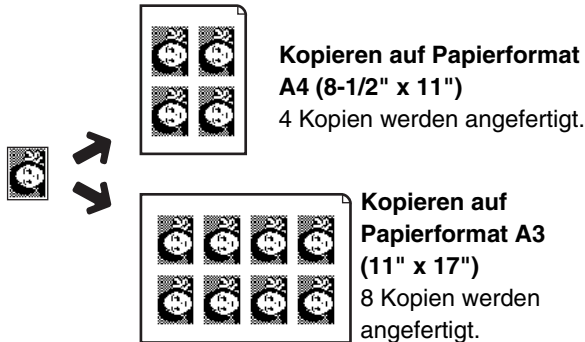 Kopieren auf Papierformat
A4 (8-1/2" x 11")
4 Kopien werden angefertigt.
Kopieren auf
Papierformat A3
(11" x 17")
8 Kopien werden
angefertigt.